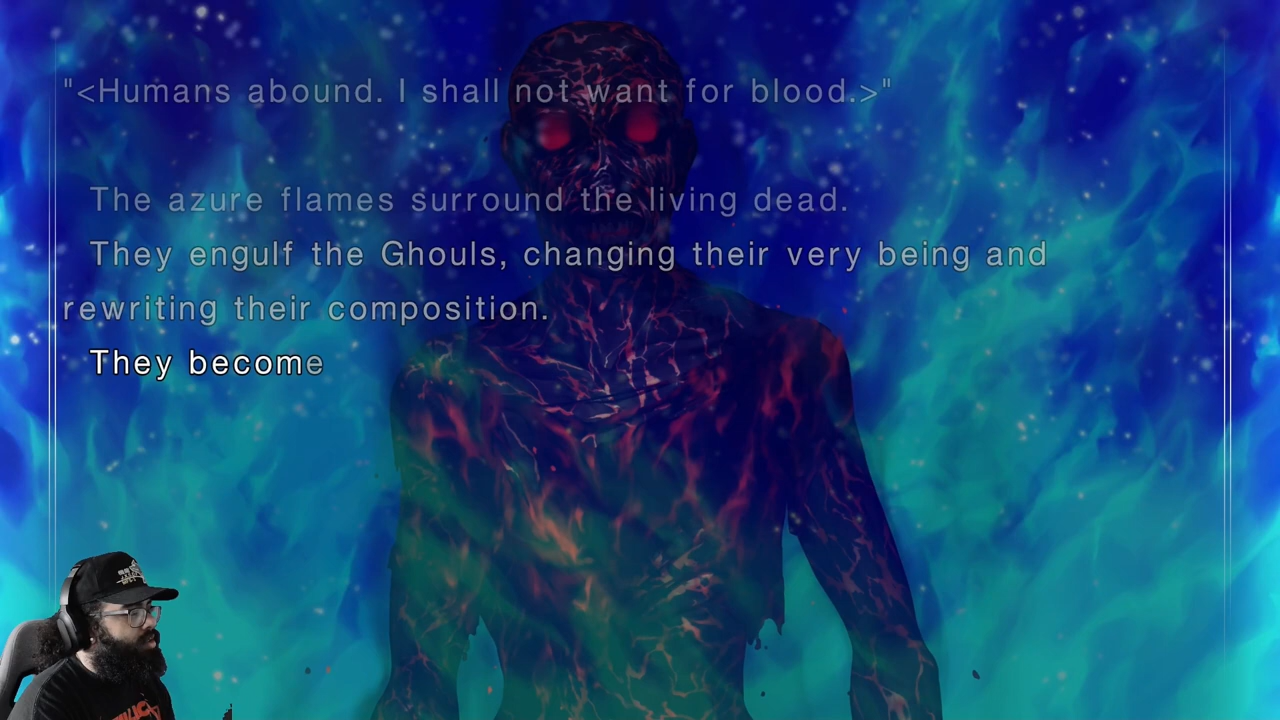 "<Humans abound. I shall not want for blood.>"
The azure flames surround the living dead.
They engulf the Ghouls, changing their very being and
rewriting their composition.
They become